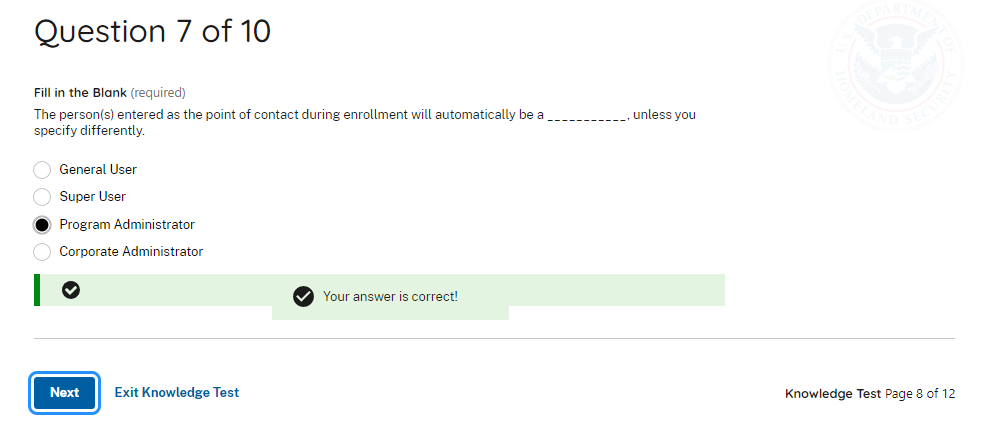 Question 7 of 10
Fill in the Blank (required)
The person(s) entered as the point of contact during enrollment will automatically be a ___________, unless you
specify differently.
General User
Super User
Program Administrator
Corporate Administrator
Your answer is correct!
Next
Exit Knowledge Test
Knowledge Test Page 8 of 12
U.S. DEPARTMENT OF
HOMELAND SECURITY